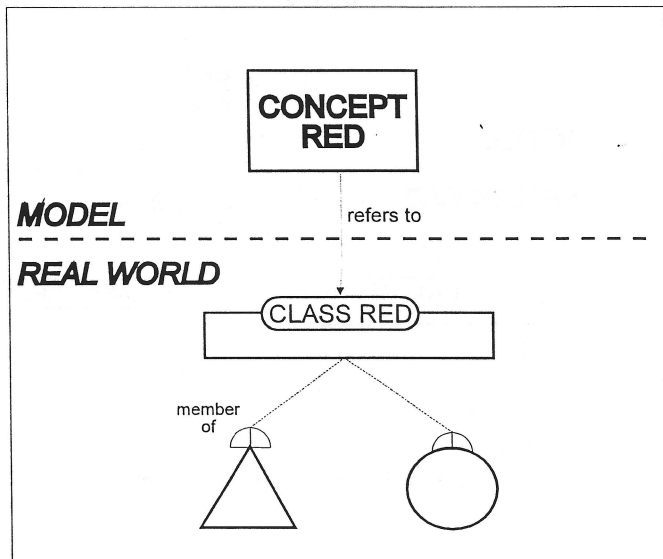 CONCEPT
RED
MODEL
refers to
REAL WORLD
CLASS RED
member
of